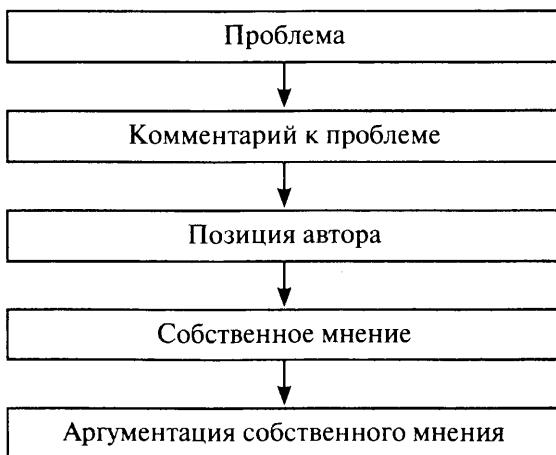 Проблема
Комментарий к проблеме
Позиция автора
Собственное мнение
Аргументация собственного мнения